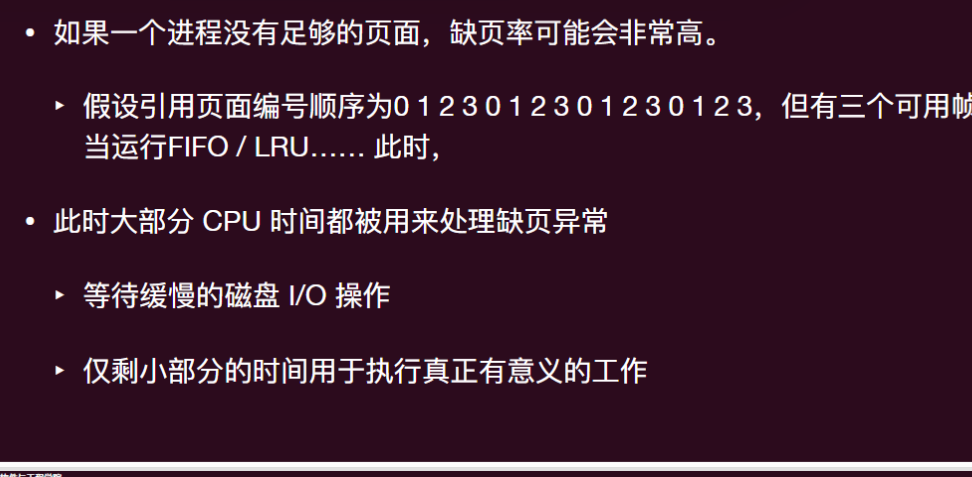 • 如果一个进程没有足够的页面，缺页率可能会非常高。
‣ 假设引用页面编号顺序为0 1 2 3 0 1 2 3 0 1 2 3 0 1 2 3，但有三个可用帧
当运行FIFO / LRU…… 此时，
• 此时大部分 CPU 时间都被用来处理缺页异常
‣ 等待缓慢的磁盘 I/O 操作
‣ 仅剩小部分的时间用于执行真正有意义的工作